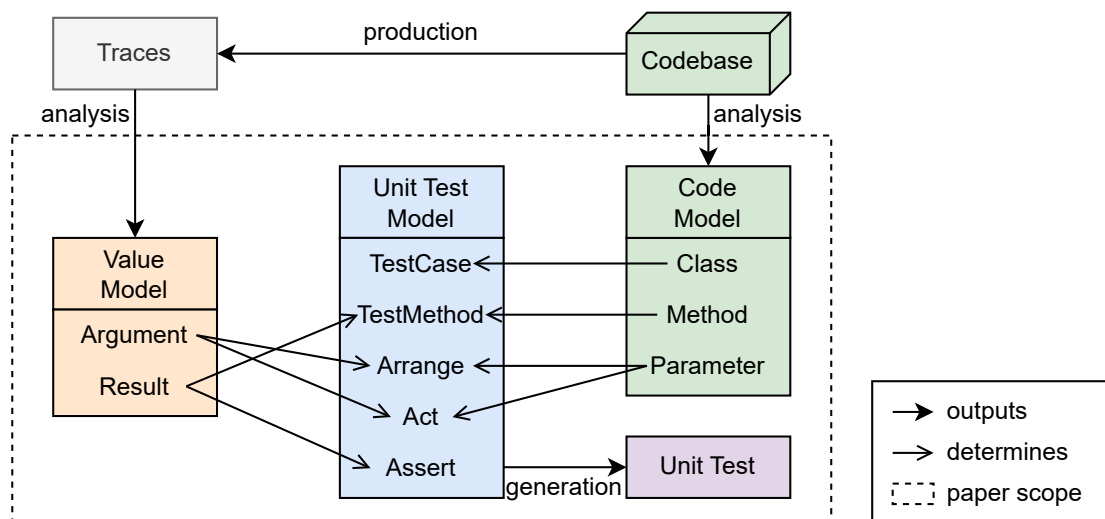 production
Traces
Codebase
analysis
analysis
Unit Test
Model
Code
Model
Value
Model
TestCase
Class
TestMethod
Method
Argument
Arrange
Parameter
Result
Act
Assert
generation
Unit Test
outputs
determines
paper scope